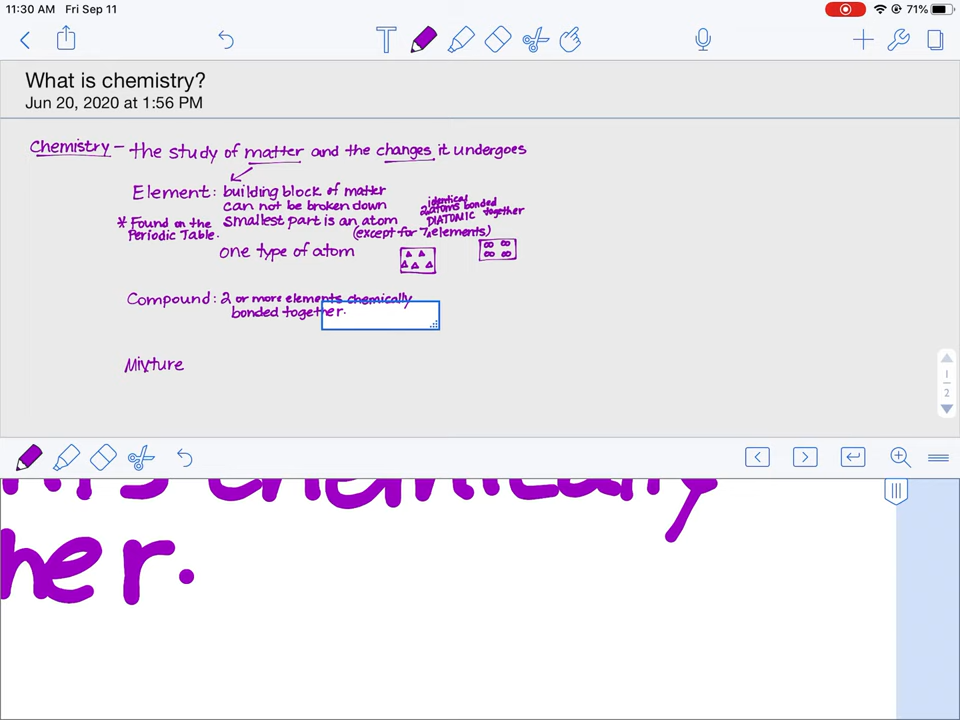 11:30 AM Fri Sep 11 71%
What is chemistry?
Jun 20, 2020 at 1:56 PM
Chemistry - the study of matter and the changes it undergoes
Element: building block of matter
can not be broken down
smallest part is an atom
(except for 7 elements)
identical
2 atoms bonded
DIATOMIC together
* Found on the
Periodic Table.
one type of atom
Compound: 2 or more elements chemically
bonded together.
Mixture
1
2
nts chemically
her.